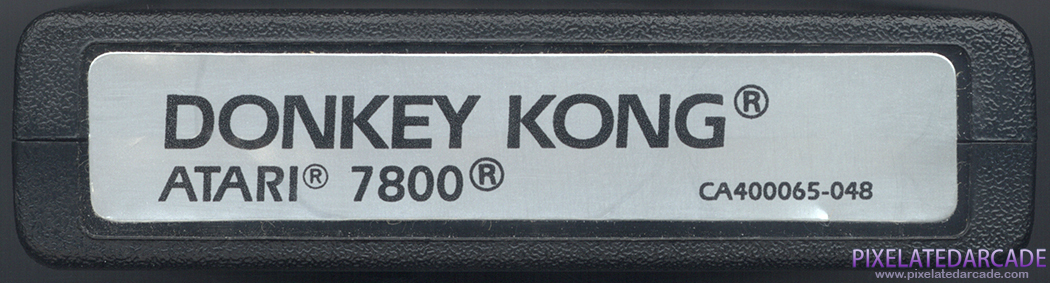 DONKEY KONG®
ATARI® 7800®
CA400065-048
PIXELATEDARCADE
www.pixelatedarcade.com